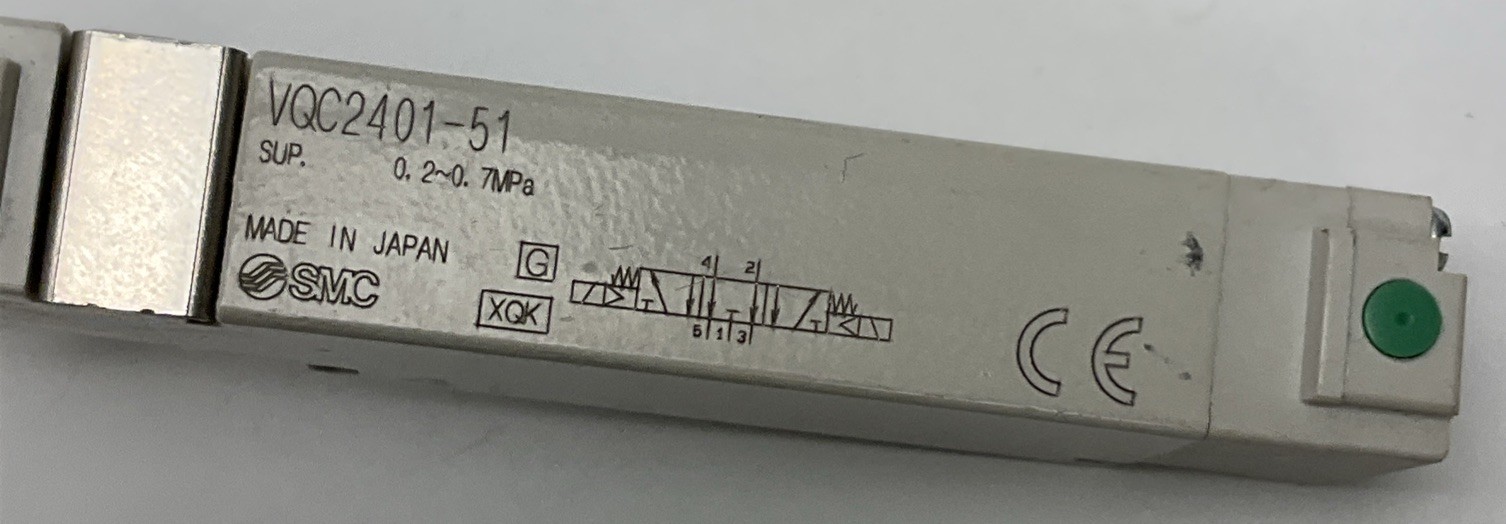 VQC2401-51
SUP. 0.2~0.7MPa
MADE IN JAPAN
SMC
G
XQK
4 2
5 1 3
CE